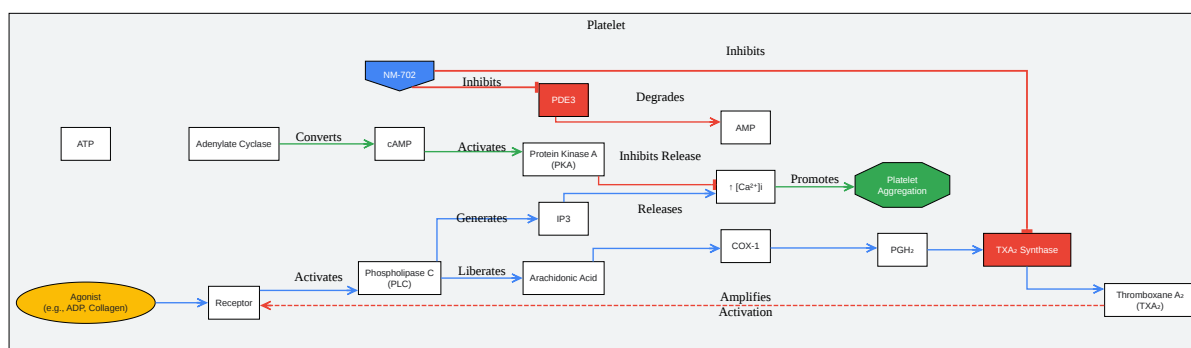 Platelet
Inhibits
NM-702
Inhibits
PDE3
Degrades
AMP
ATP
Adenylate Cyclase
Converts
cAMP
Activates
Protein Kinase A
(PKA)
Inhibits Release
↑ [Ca²⁺]i
Promotes
Platelet
Aggregation
Generates
IP3
Releases
COX-1
PGH₂
TXA₂ Synthase
Phospholipase C
(PLC)
Liberates
Arachidonic Acid
Activates
Agonist
(e.g., ADP, Collagen)
Receptor
Amplifies
Activation
Thromboxane A₂
(TXA₂)